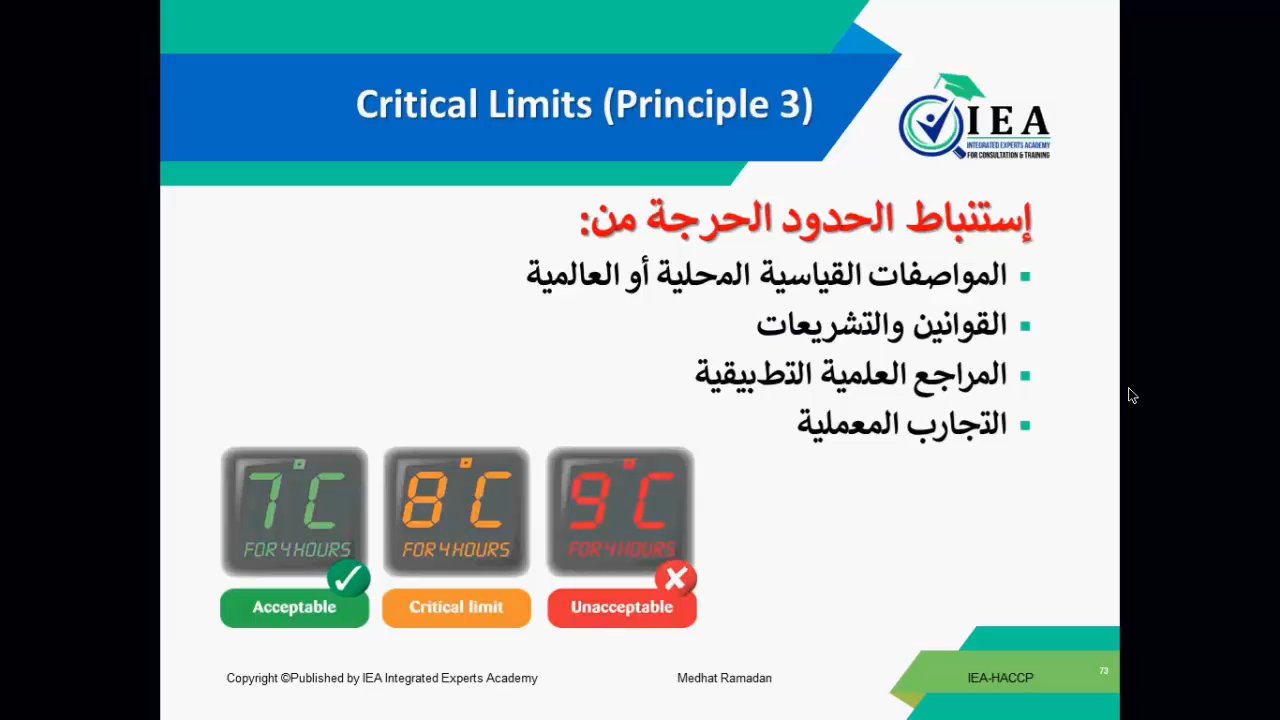 Critical Limits (Principle 3)
IEA
INTEGRATED EXPERTS ACADEMY
FOR CONSULTATION & TRAINING
إستنباط الحدود الحرجة من:
▪ المواصفات القياسية المحلية أو العالمية
▪ القوانين والتشريعات
▪ المراجع العلمية التطبيقية
▪ التجارب المعملية
7°C
FOR 4 HOURS
Acceptable
8°C
FOR 4 HOURS
Critical limit
9°C
FOR 4 HOURS
Unacceptable
Copyright ©Published by IEA Integrated Experts Academy
Medhat Ramadan
IEA-HACCP
73